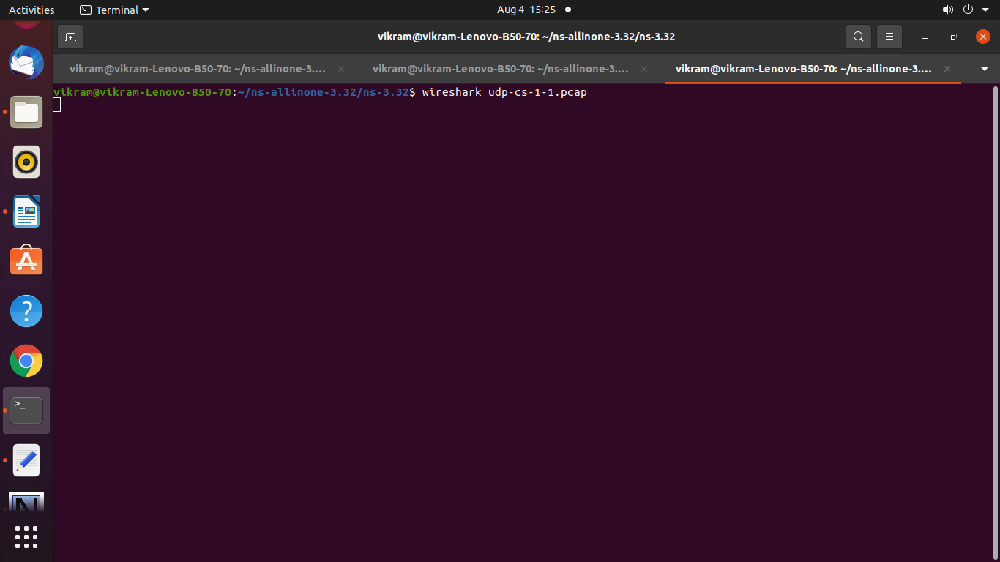 Activities
Terminal
Aug 4 15:25
vikram@vikram-Lenovo-B50-70: ~/ns-allinone-3.32/ns-3.32
vikram@vikram-Lenovo-B50-70: ~/ns-allinone-3....
vikram@vikram-Lenovo-B50-70: ~/ns-allinone-3....
vikram@vikram-Lenovo-B50-70: ~/ns-allinone-3....
vikram@vikram-Lenovo-B50-70:~/ns-allinone-3.32/ns-3.32$ wireshark udp-cs-1-1.pcap